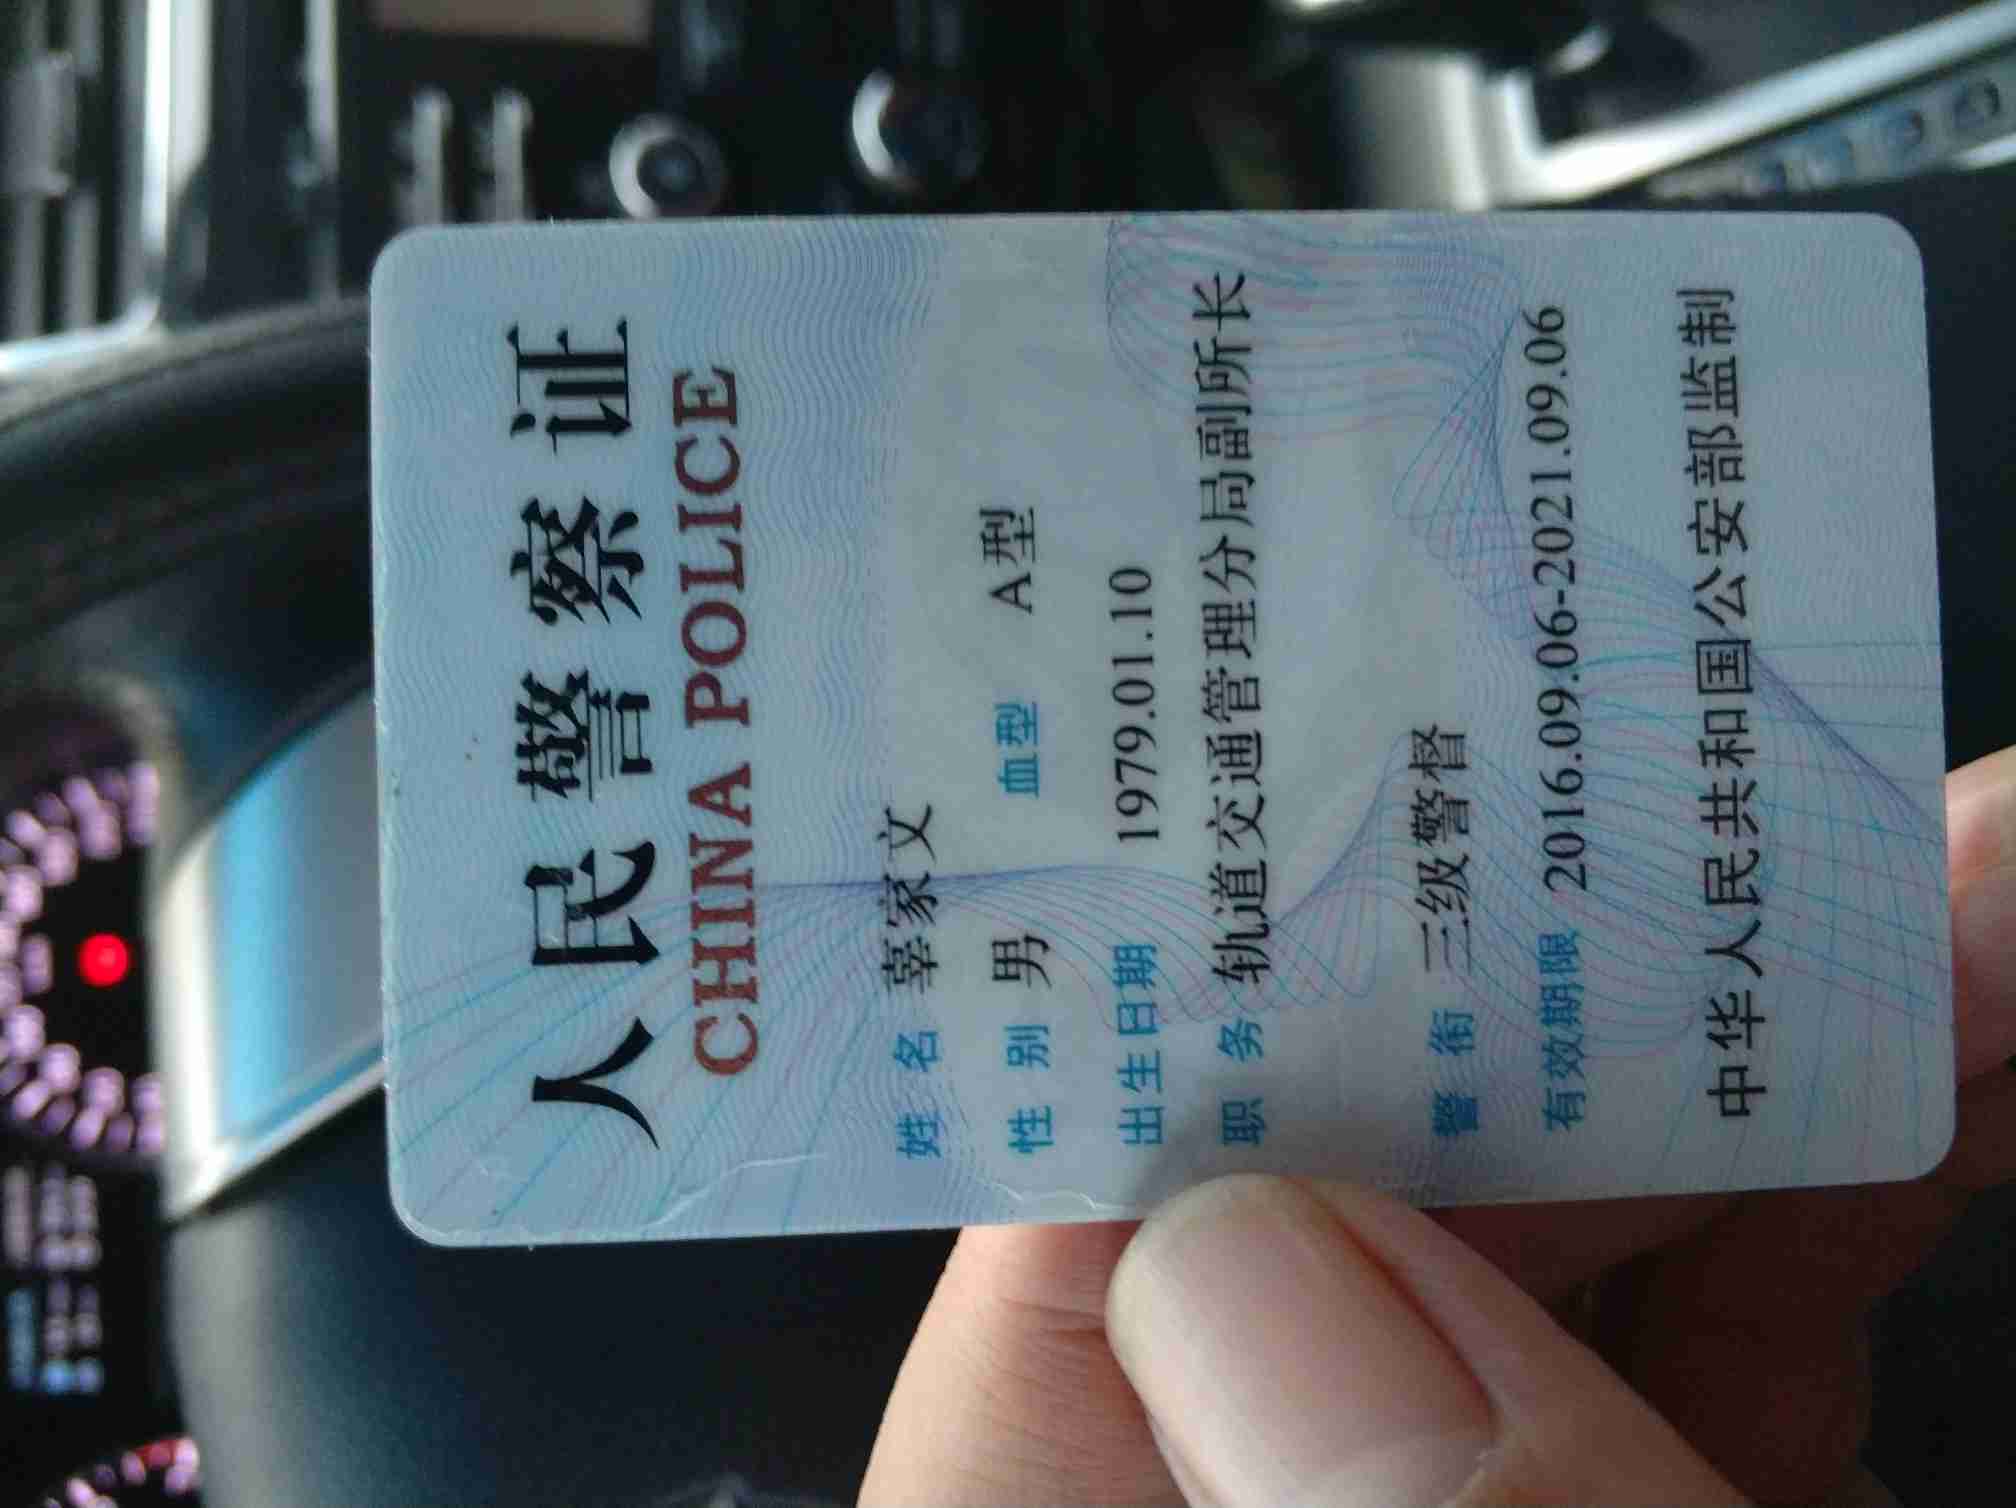 人民警察证
CHINA POLICE
姓 名 辜家文
性 别 男 血型 A型
出生日期 1979.01.10
职 务 轨道交通管理分局副所长
警 衔 三级警督
有效期限 2016.09.06-2021.09.06
中华人民共和国公安部监制